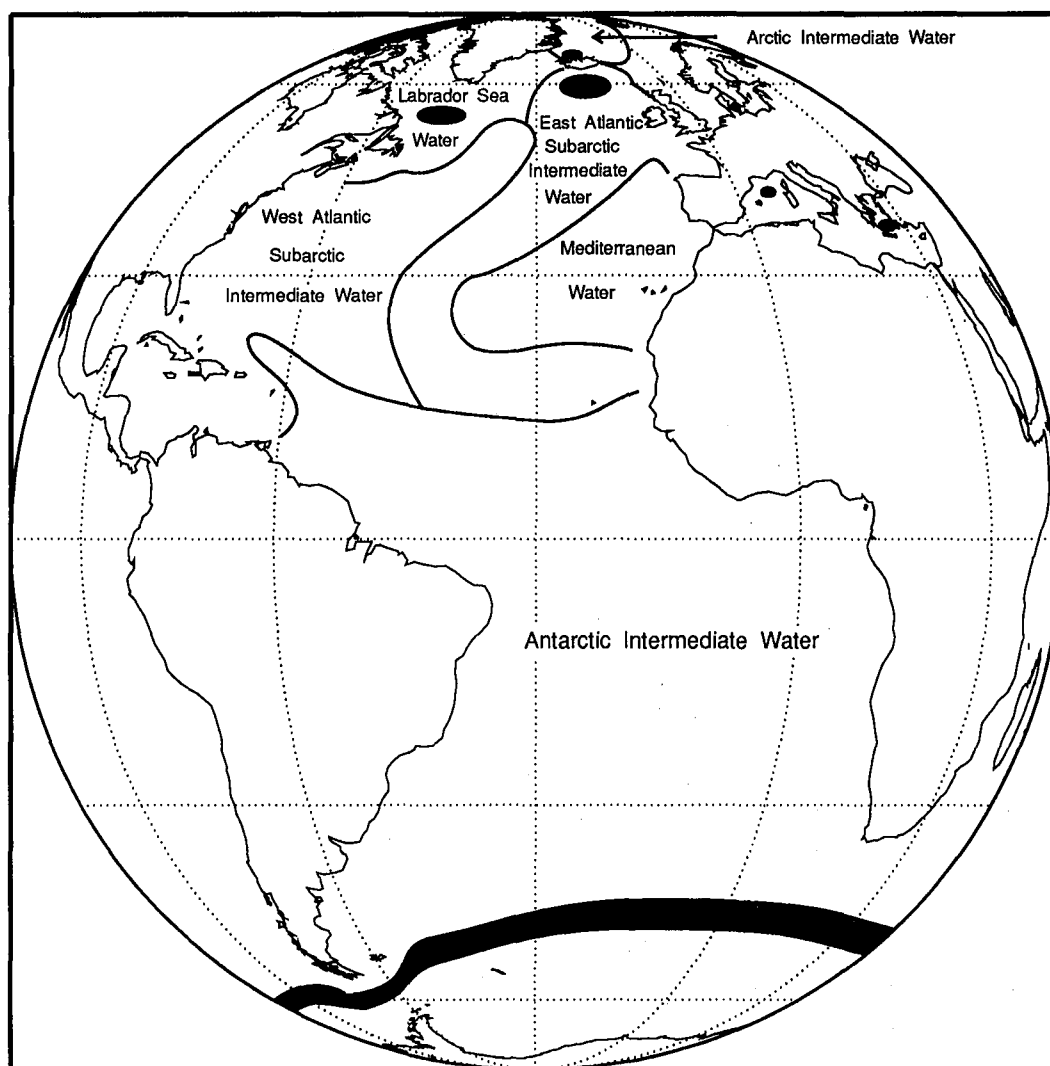 Arctic Intermediate Water
Labrador Sea
Water
East Atlantic
Subarctic
Intermediate
Water
West Atlantic
Subarctic
Intermediate Water
Mediterranean
Water
Antarctic Intermediate Water